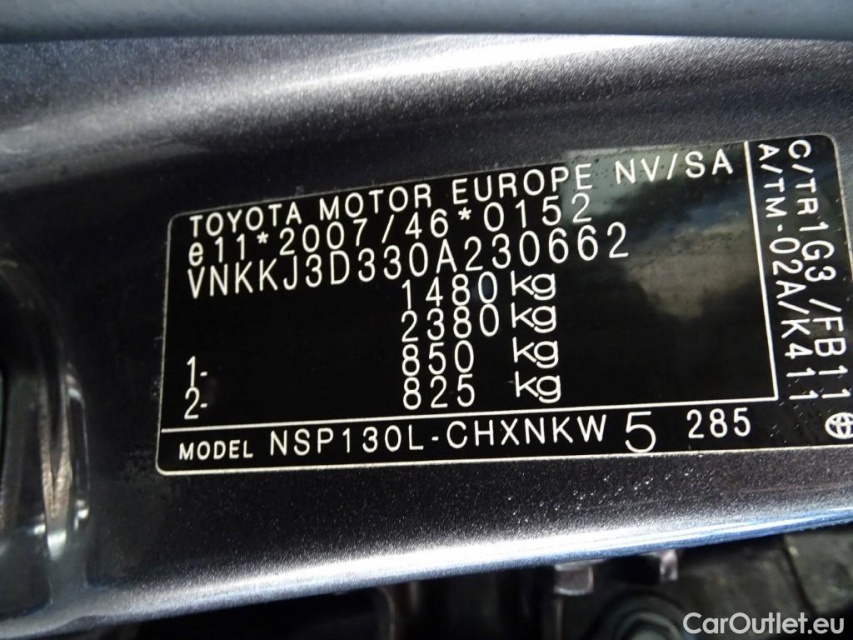 TOYOTA MOTOR EUROPE NV/SA
e11*2007/46*0152
VNKKJ3D330A230662
1480 kg
2380 kg
1- 850 kg
2- 825 kg
MODEL NSP130L-CHXNKW 5 285
C/TR1G3/FB11
A/TM-02A/K411
CarOutlet.eu